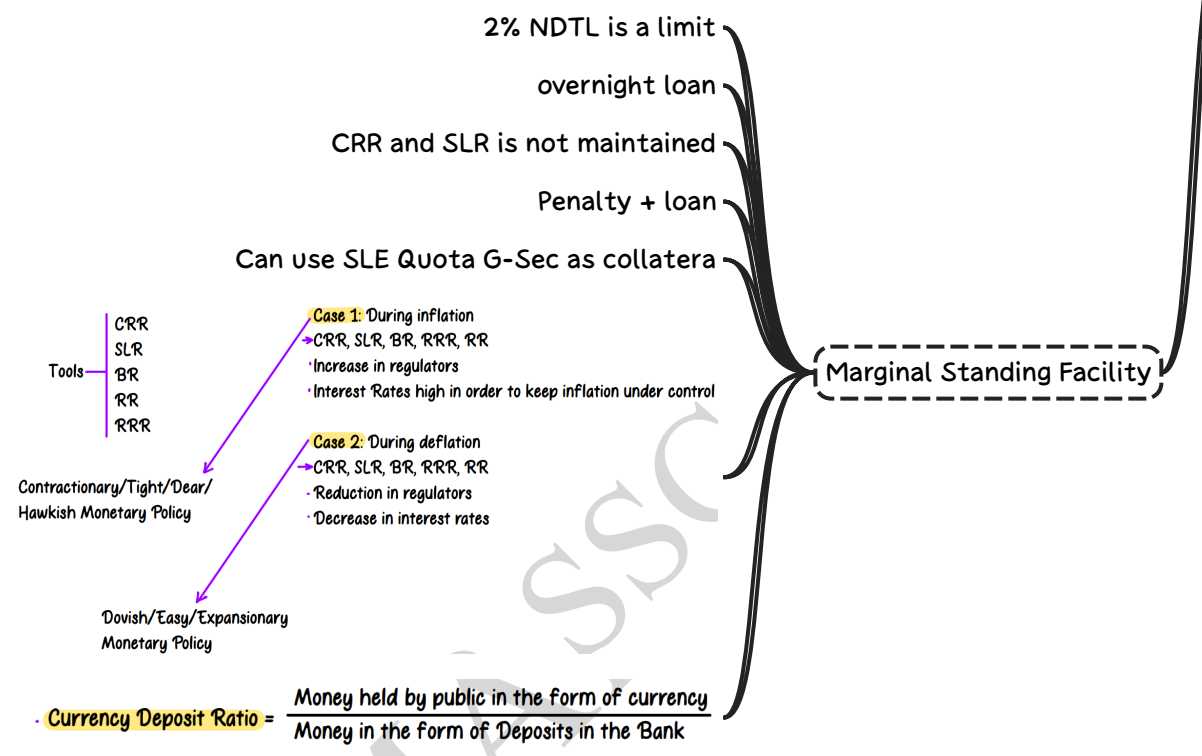 2% NDTL is a limit
overnight loan
CRR and SLR is not maintained
Penalty + loan
Can use SLE Quota G-Sec as collatera
Marginal Standing Facility
Tools
CRR
SLR
BR
RR
RRR
Case 1: During inflation
CRR, SLR, BR, RRR, RR
Increase in regulators
Interest Rates high in order to keep inflation under control
Contractionary/Tight/Dear/
Hawkish Monetary Policy
Case 2: During deflation
CRR, SLR, BR, RRR, RR
Reduction in regulators
Decrease in interest rates
Dovish/Easy/Expansionary
Monetary Policy
Currency Deposit Ratio =
Money held by public in the form of currency
Money in the form of Deposits in the Bank